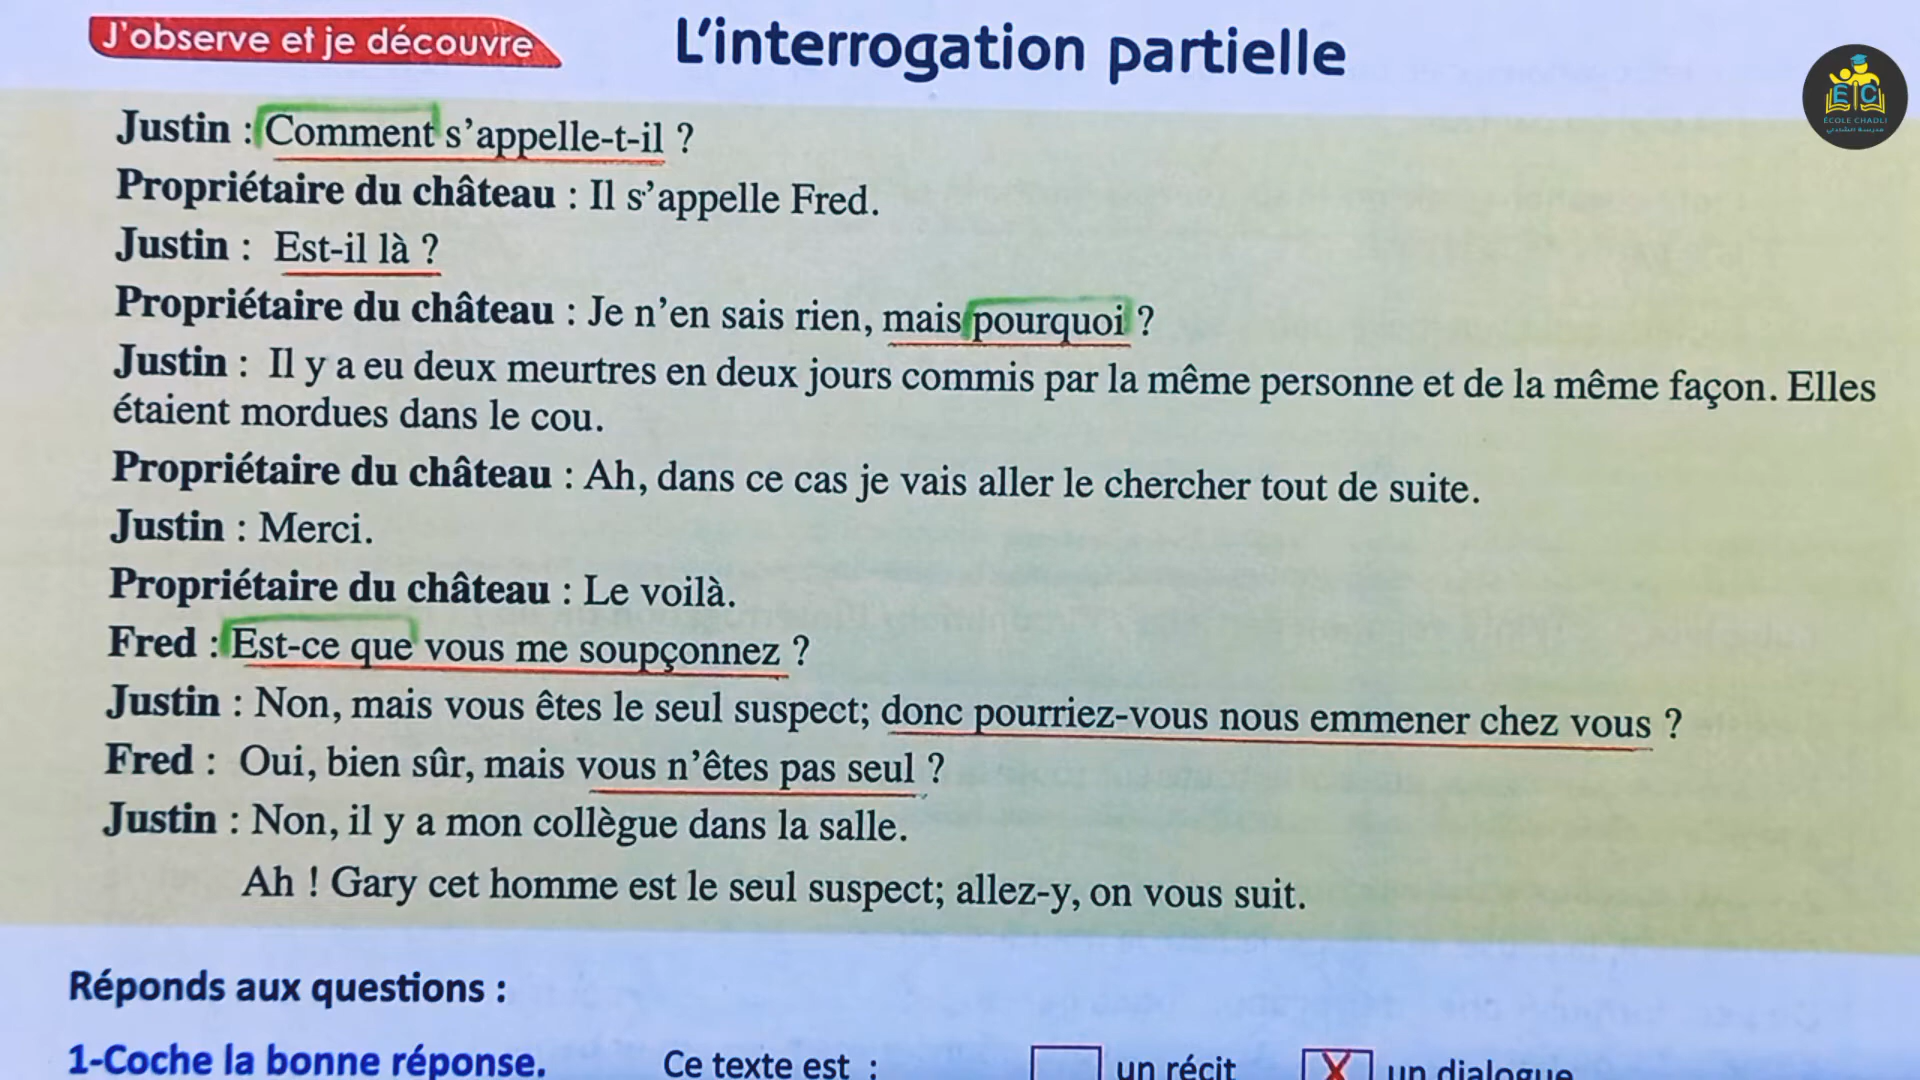 J'observe et je découvre
L'interrogation partielle
ÉCOLE CHADLI
مدرسة الشاذلي
Justin : Comment s'appelle-t-il ?
Propriétaire du château : Il s'appelle Fred.
Justin : Est-il là ?
Propriétaire du château : Je n'en sais rien, mais pourquoi ?
Justin : Il y a eu deux meurtres en deux jours commis par la même personne et de la même façon. Elles
étaient mordues dans le cou.
Propriétaire du château : Ah, dans ce cas je vais aller le chercher tout de suite.
Justin : Merci.
Propriétaire du château : Le voilà.
Fred : Est-ce que vous me soupçonnez ?
Justin : Non, mais vous êtes le seul suspect; donc pourriez-vous nous emmener chez vous ?
Fred : Oui, bien sûr, mais vous n'êtes pas seul ?
Justin : Non, il y a mon collègue dans la salle.
Ah ! Gary cet homme est le seul suspect; allez-y, on vous suit.
Réponds aux questions :
1-Coche la bonne réponse. Ce texte est : un récit X un dialogue